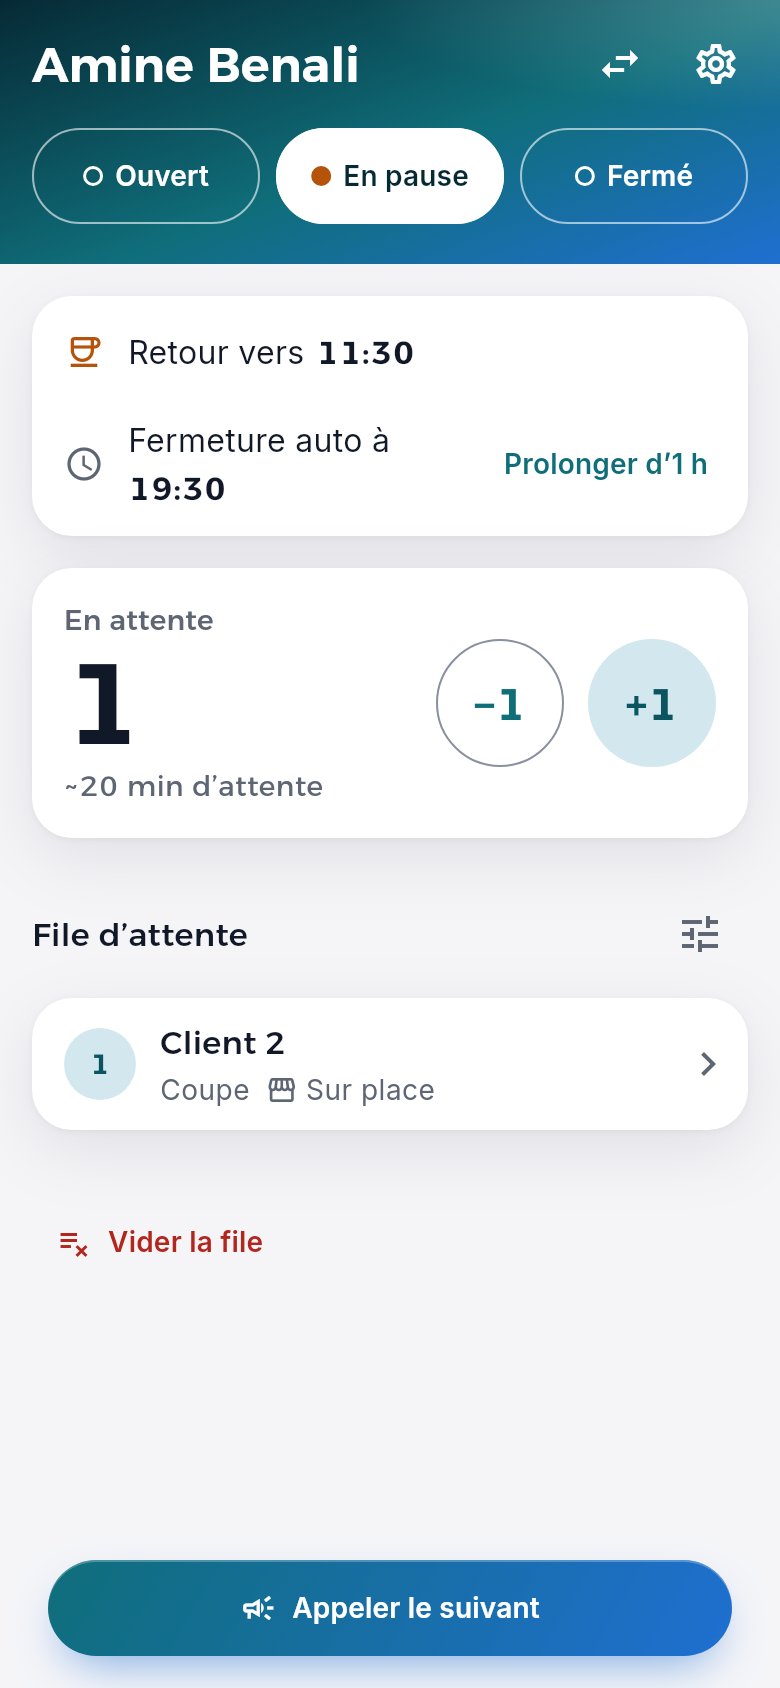 Amine Benali
Ouvert
En pause
Fermé
Retour vers 11:30
Fermeture auto à
19:30
Prolonger d’1 h
En attente
1
~20 min d’attente
−1
+1
File d’attente
1
Client 2
Coupe Sur place
Vider la file
Appeler le suivant